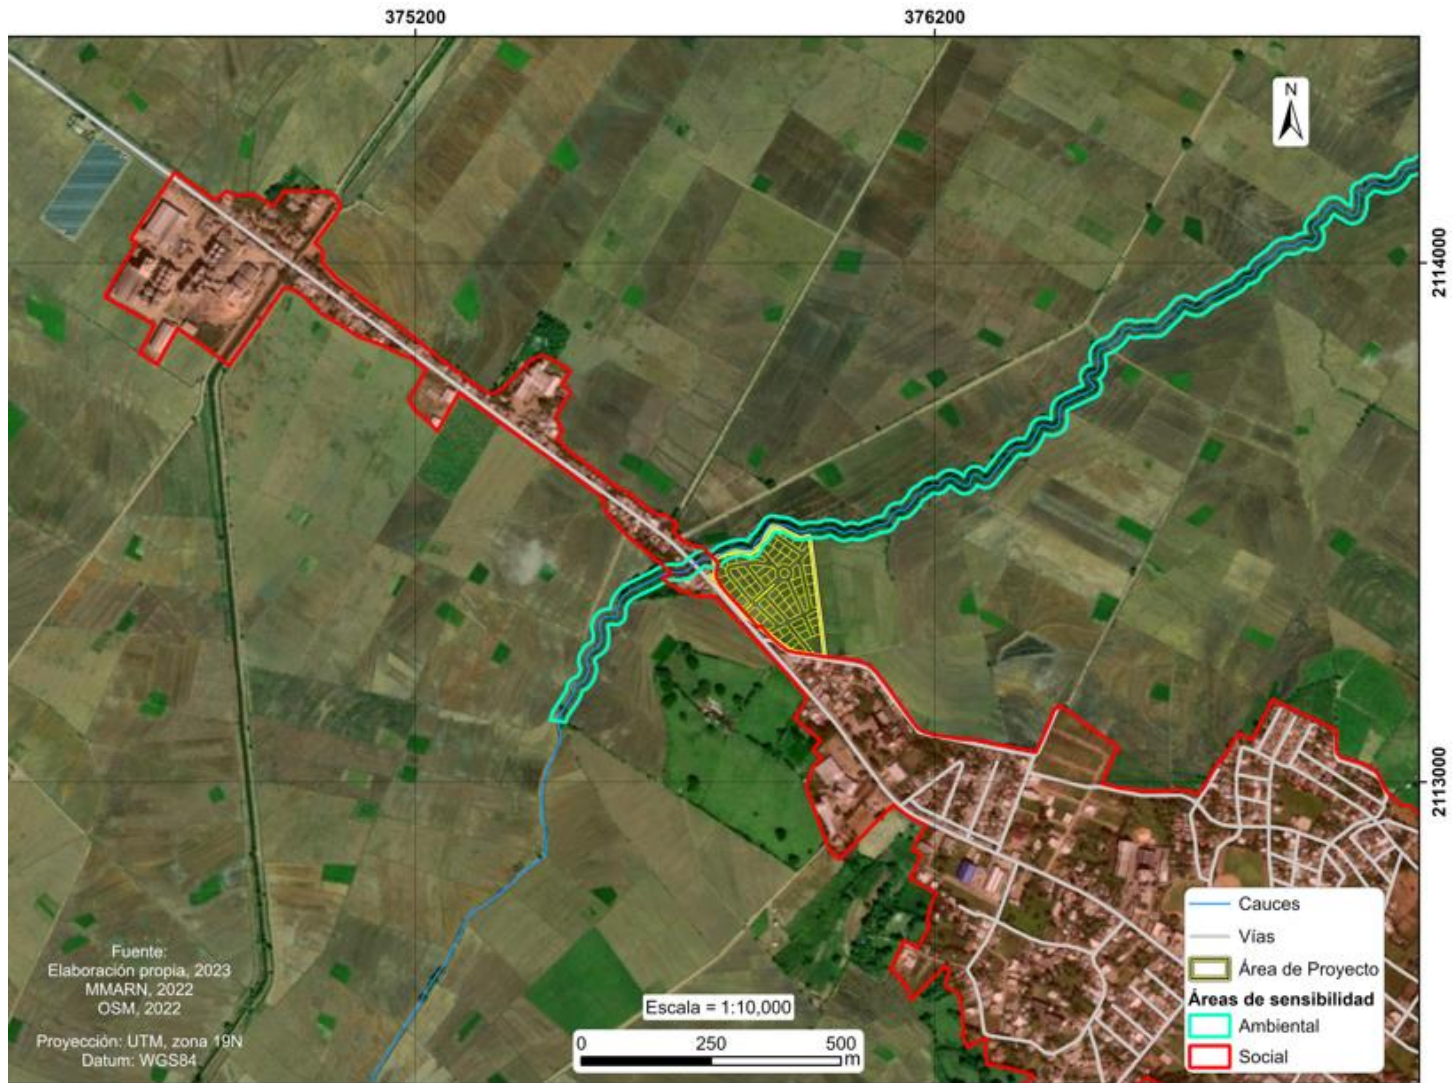 375200
376200
N
2114000
2113000
Fuente:
Elaboración propia, 2023
MMARN, 2022
OSM, 2022
Proyección: UTM, zona 19N
Datum: WGS84
Escala = 1:10,000
0 250 500
m
Cauces
Vías
Área de Proyecto
Áreas de sensibilidad
Ambiental
Social